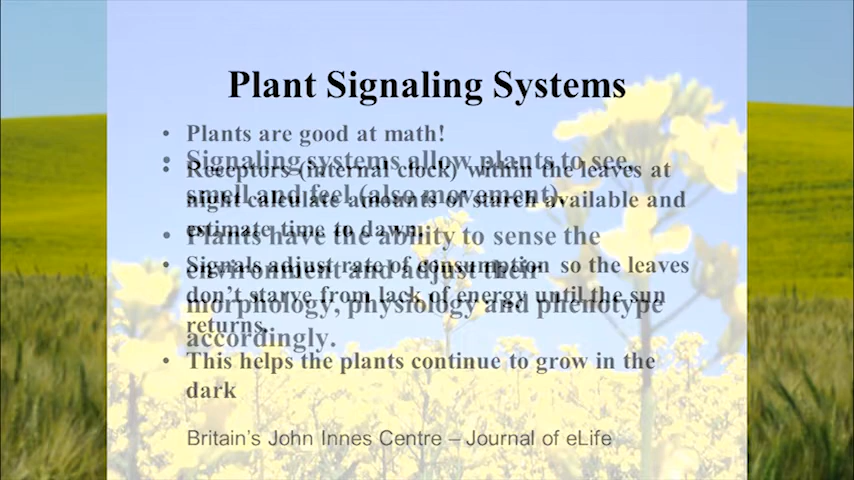 Plant Signaling Systems
• Plants are good at math!
• Signaling systems allow plants to see,
• Receptors (internal clock) within the leaves at
smell and feel (also movement).
night calculate amounts of starch available and
estimate time to dawn.
• Plants have the ability to sense the
• Signals adjust rate of consumption so the leaves
environment and adjust their
don't starve from lack of energy until the sun
morphology, physiology and phenotype
returns.
accordingly.
• This helps the plants continue to grow in the
dark
Britain's John Innes Centre – Journal of eLife